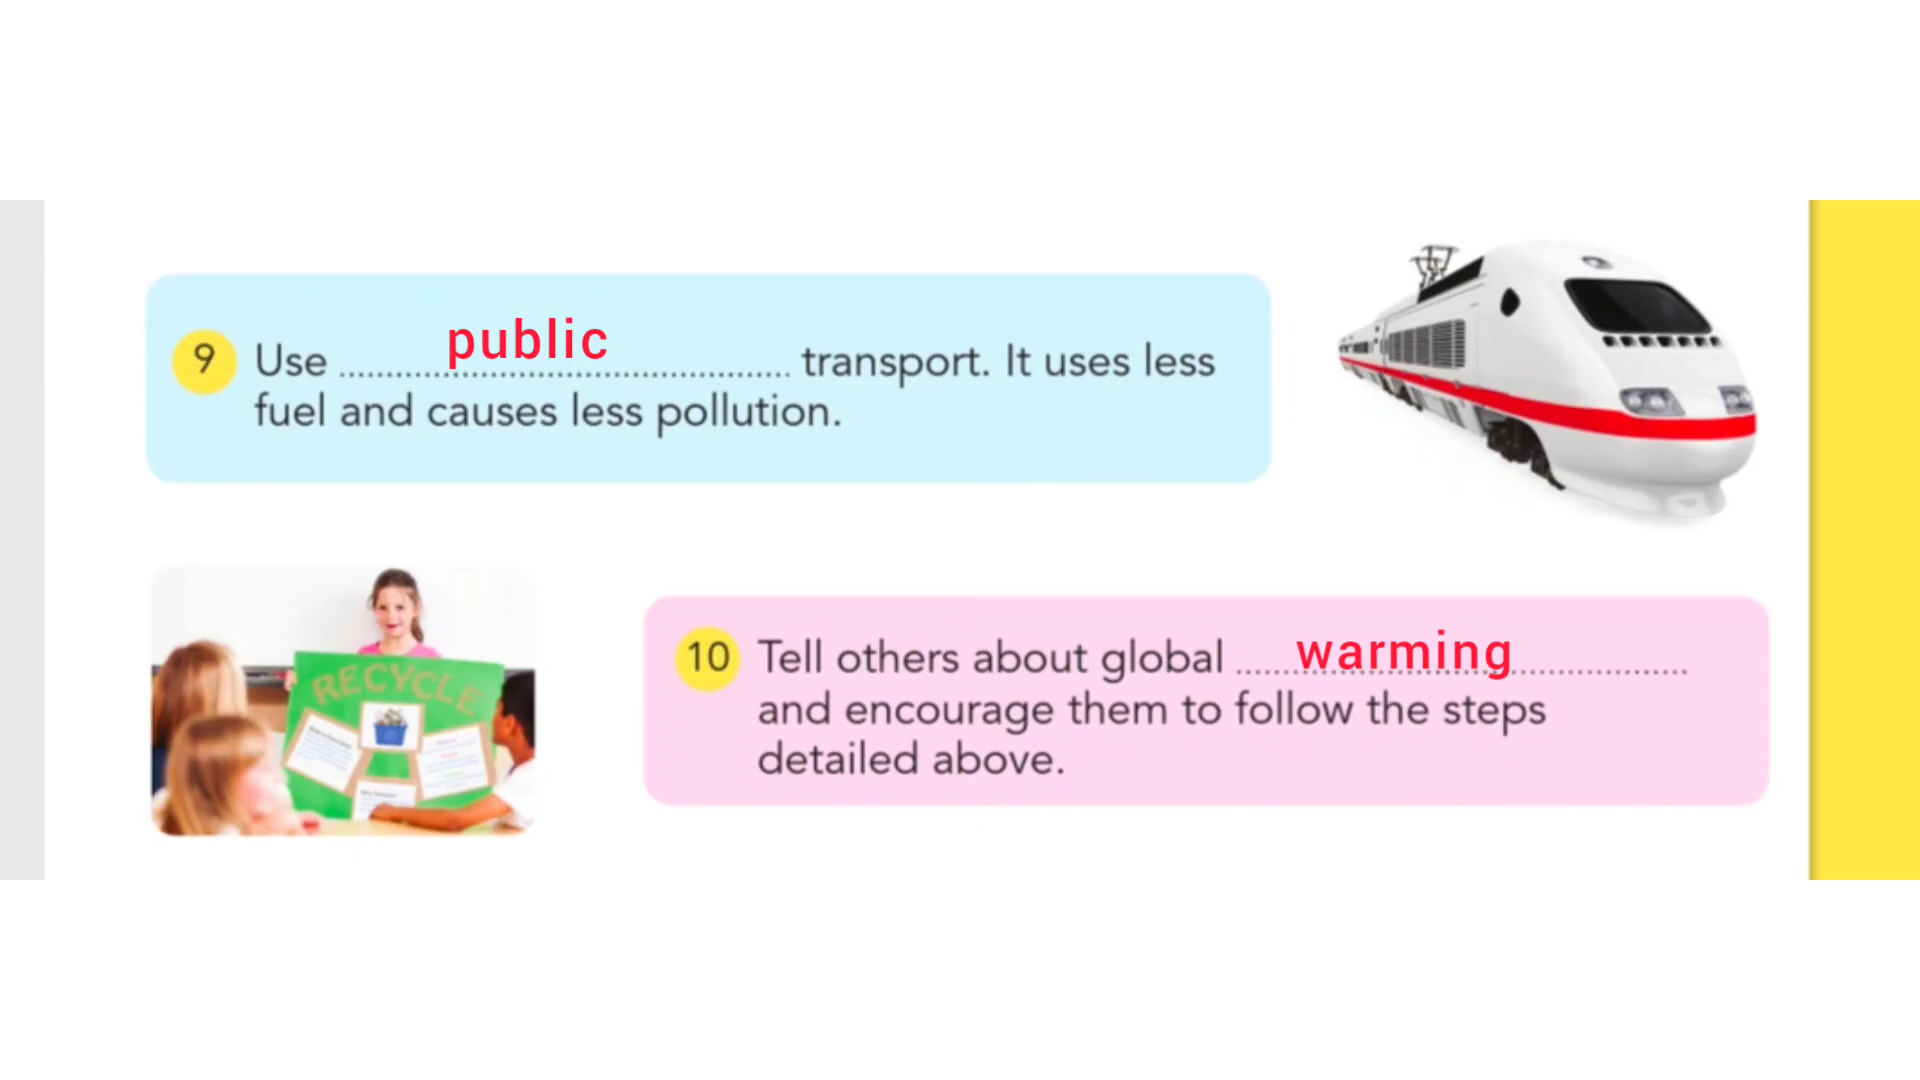 9 Use public transport. It uses less
fuel and causes less pollution.
RECYCLE
10 Tell others about global warming
and encourage them to follow the steps
detailed above.